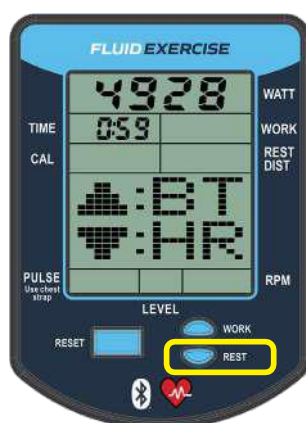 FLUID EXERCISE
4928
WATT
TIME
0:59
WORK
CAL
REST
DIST
▲:BT
▼:HR
PULSE
Use chest
strap
RPM
LEVEL
RESET
WORK
REST